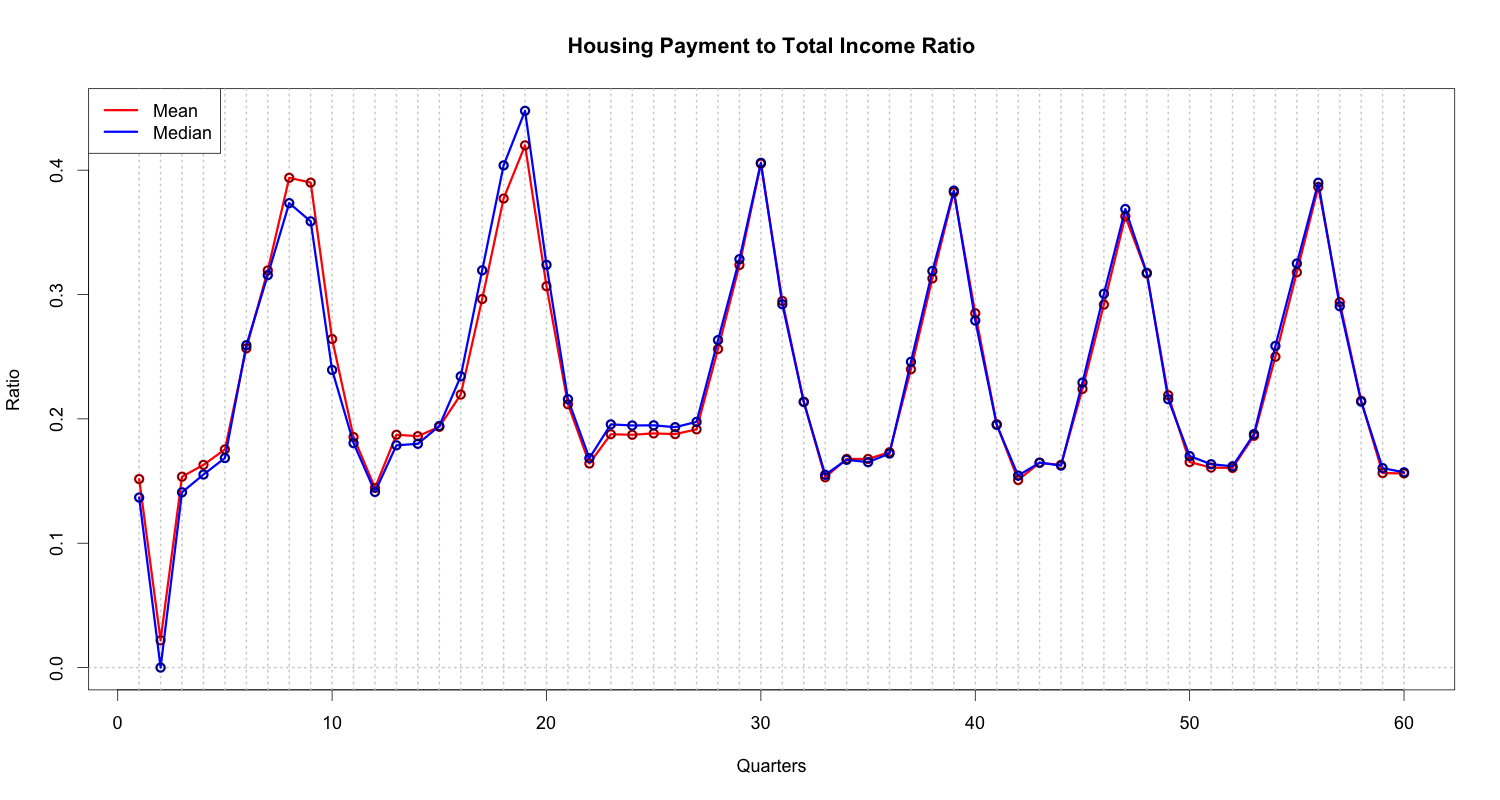 Housing Payment to Total Income Ratio
Mean
Median
Ratio
0.4
0.3
0.2
0.1
0.0
0 10 20 30 40 50 60
Quarters